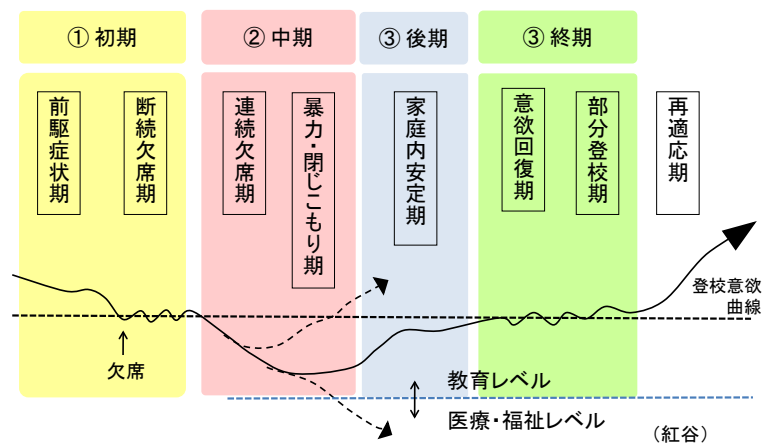 ① 初期
② 中期
③ 後期
③ 終期
前駆症状期
断続欠席期
連続欠席期
暴力・閉じこもり期
家庭内安定期
意欲回復期
部分登校期
再適応期
登校意欲
曲線
欠席
教育レベル
医療・福祉レベル
（紅谷）